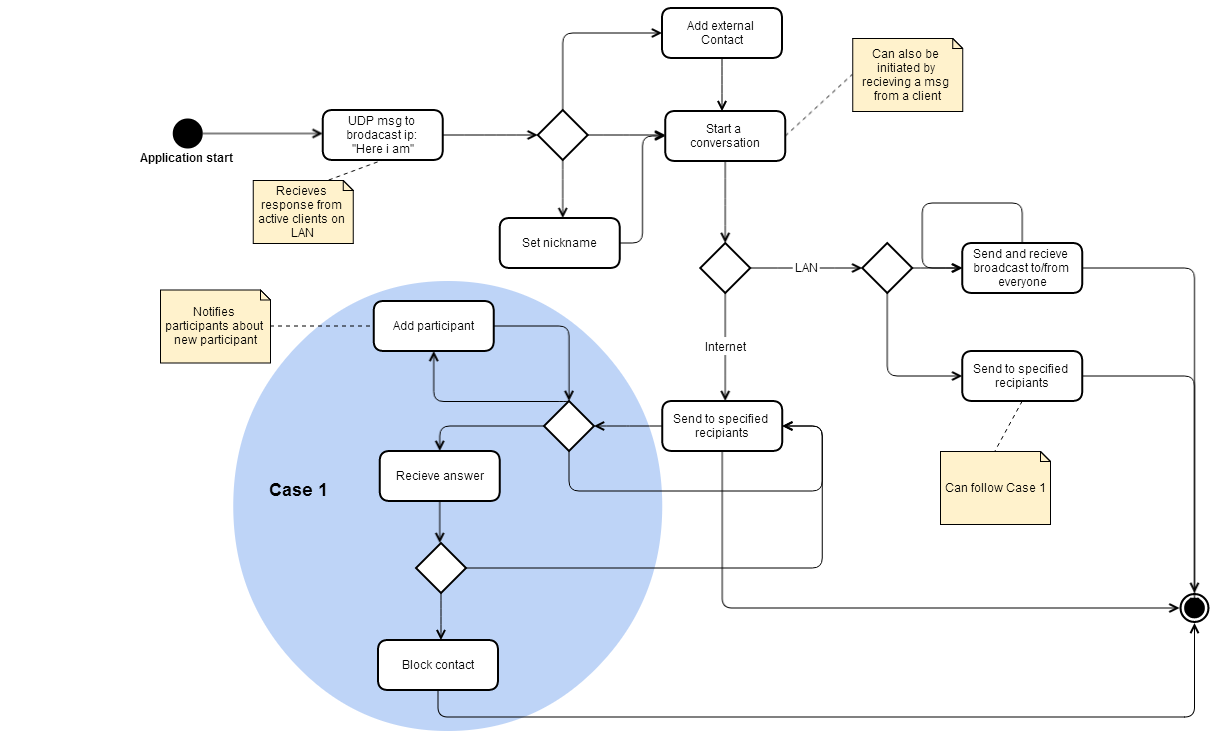 Add external
Contact
Can also be
initiated by
recieving a msg
from a client
UDP msg to
brodacast ip:
"Here i am"
Start a
conversation
Application start
Recieves
response from
active clients on
LAN
Set nickname
LAN
Send and recieve
broadcast to/from
everyone
Notifies
participants about
new participant
Add participant
Internet
Send to specified
recipiants
Send to specified
recipiants
Recieve answer
Case 1
Can follow Case 1
Block contact